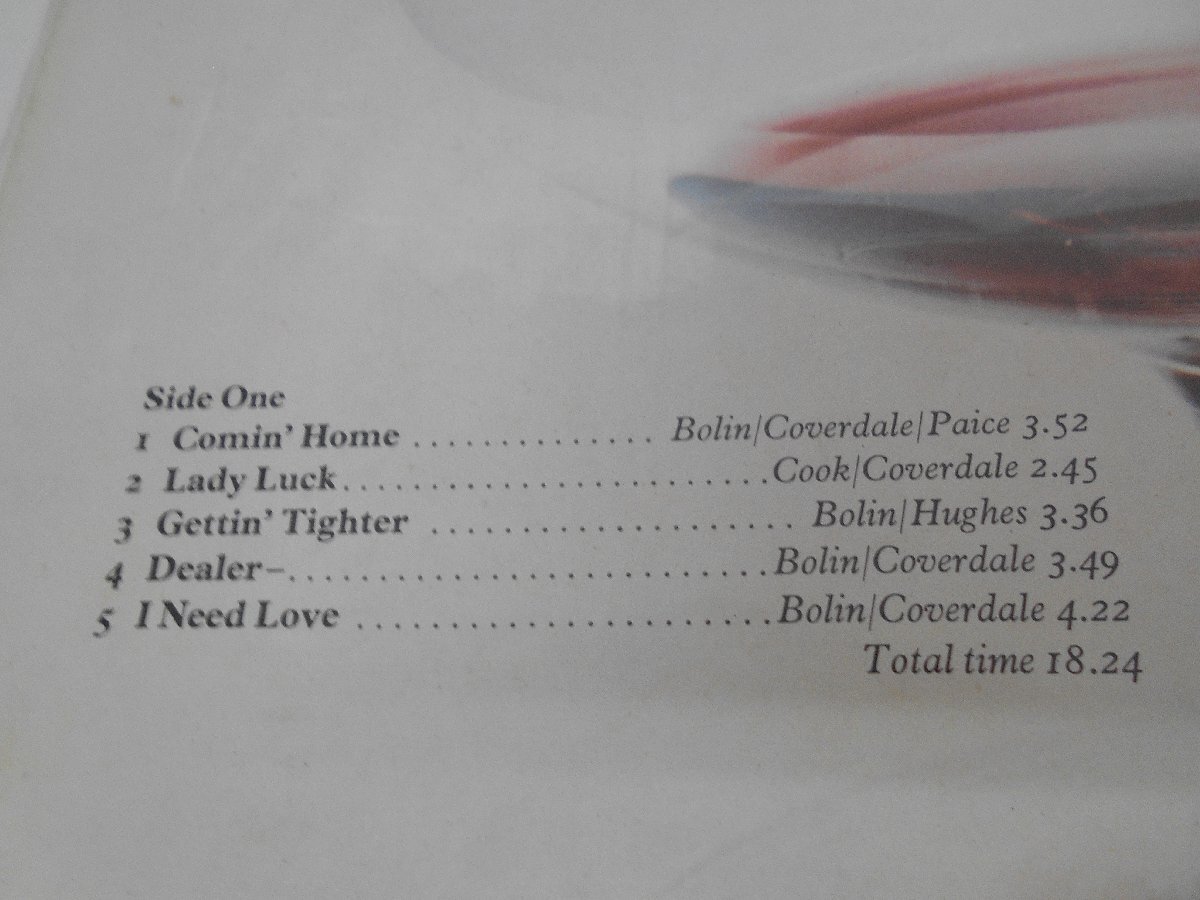 Side One
1 Comin' Home .............. Bolin/Coverdale/Paice 3.52
2 Lady Luck......................... Cook/Coverdale 2.45
3 Gettin' Tighter ..................... Bolin/Hughes 3.36
4 Dealer–............................ Bolin/Coverdale 3.49
5 I Need Love ........................ Bolin/Coverdale 4.22
Total time 18.24